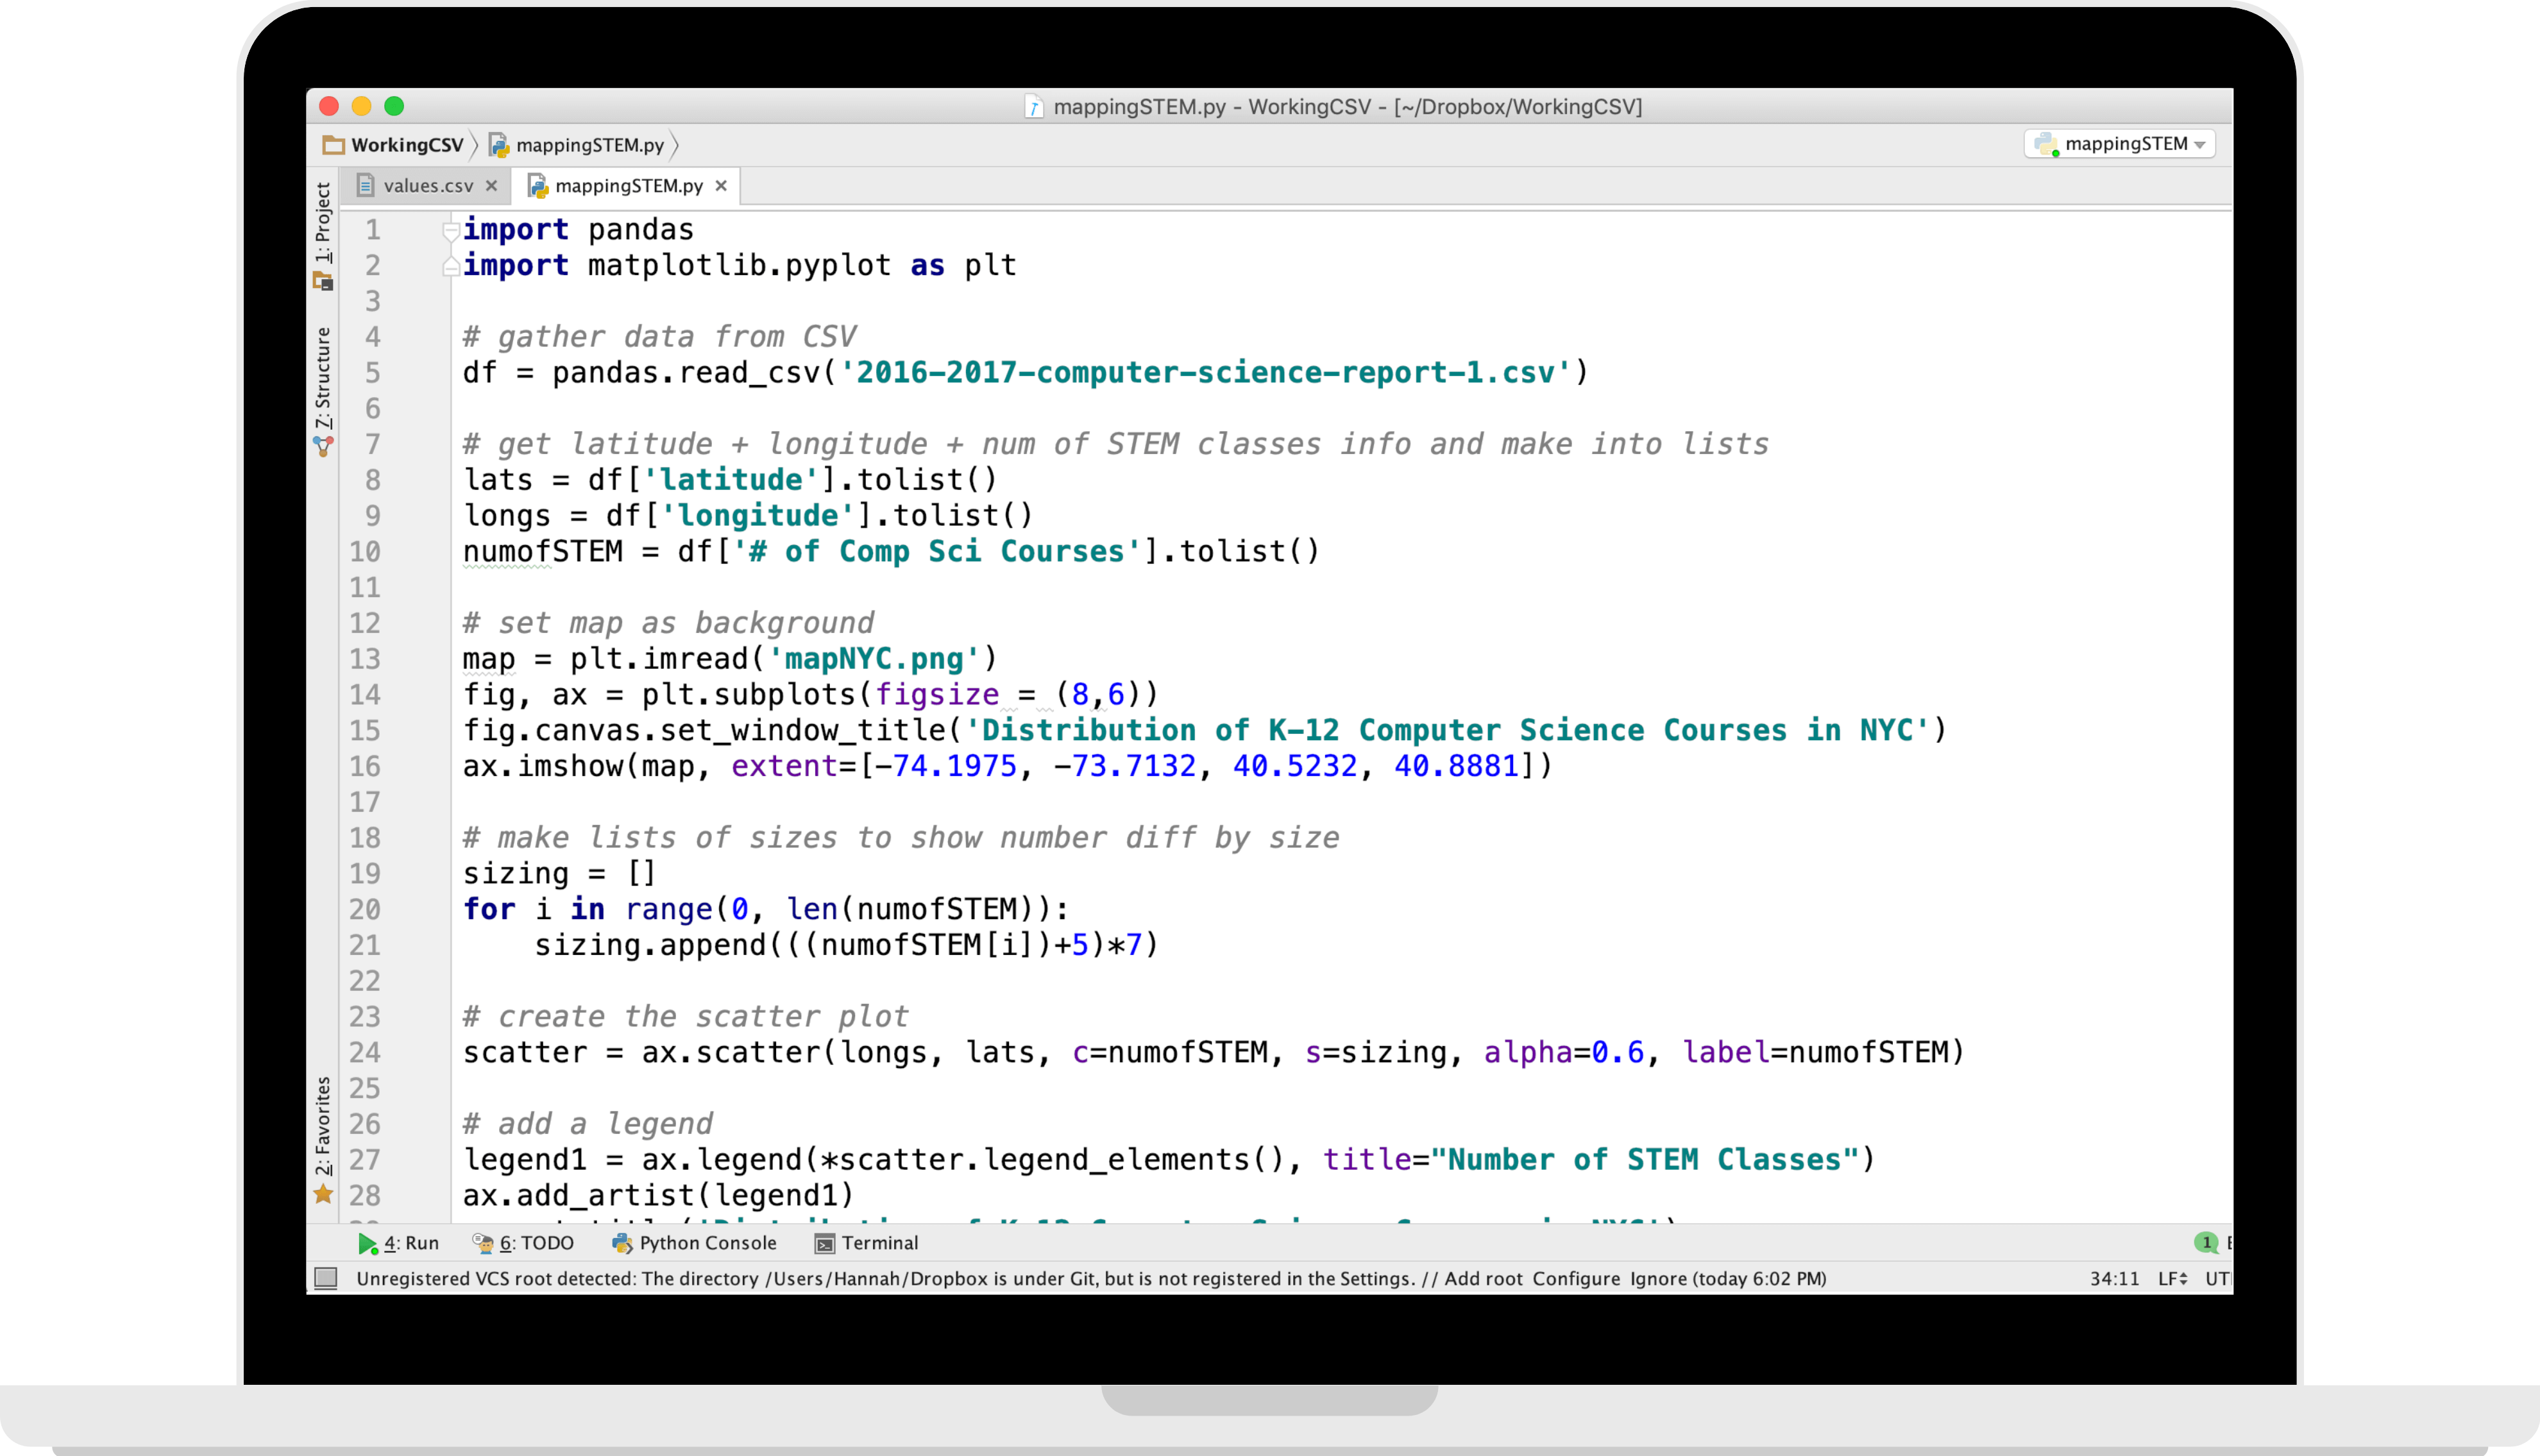 mappingSTEM.py - WorkingCSV - [~/Dropbox/WorkingCSV]
WorkingCSV mappingSTEM.py mappingSTEM
values.csv mappingSTEM.py
1: Project
7: Structure
2: Favorites
1 import pandas
2 import matplotlib.pyplot as plt
3
4 # gather data from CSV
5 df = pandas.read_csv('2016-2017-computer-science-report-1.csv')
6
7 # get latitude + longitude + num of STEM classes info and make into lists
8 lats = df['latitude'].tolist()
9 longs = df['longitude'].tolist()
10 numofSTEM = df['# of Comp Sci Courses'].tolist()
11
12 # set map as background
13 map = plt.imread('mapNYC.png')
14 fig, ax = plt.subplots(figsize = (8,6))
15 fig.canvas.set_window_title('Distribution of K-12 Computer Science Courses in NYC')
16 ax.imshow(map, extent=[-74.1975, -73.7132, 40.5232, 40.8881])
17
18 # make lists of sizes to show number diff by size
19 sizing = []
20 for i in range(0, len(numofSTEM)):
21     sizing.append(((numofSTEM[i])+5)*7)
22
23 # create the scatter plot
24 scatter = ax.scatter(longs, lats, c=numofSTEM, s=sizing, alpha=0.6, label=numofSTEM)
25
26 # add a legend
27 legend1 = ax.legend(*scatter.legend_elements(), title="Number of STEM Classes")
28 ax.add_artist(legend1)
4: Run 6: TODO Python Console Terminal 1
Unregistered VCS root detected: The directory /Users/Hannah/Dropbox is under Git, but is not registered in the Settings. // Add root Configure Ignore (today 6:02 PM) 34:11 LF